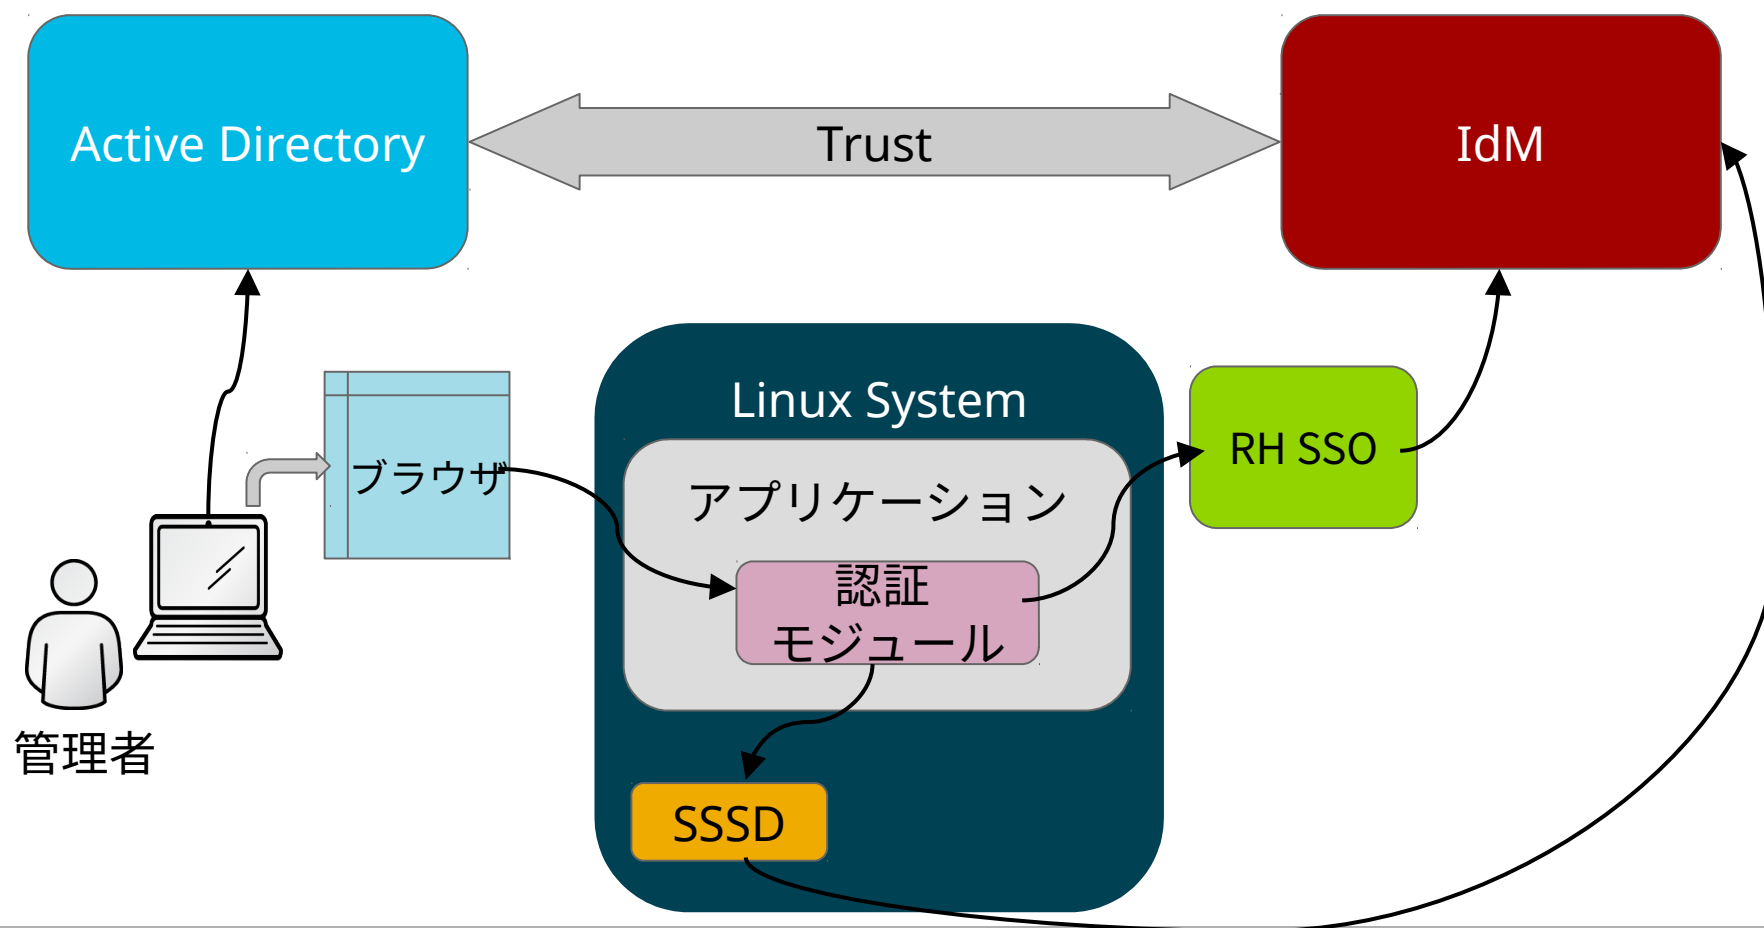 Active Directory
Trust
IdM
Linux System
ブラウザ
アプリケーション
RH SSO
認証
モジュール
管理者
SSSD